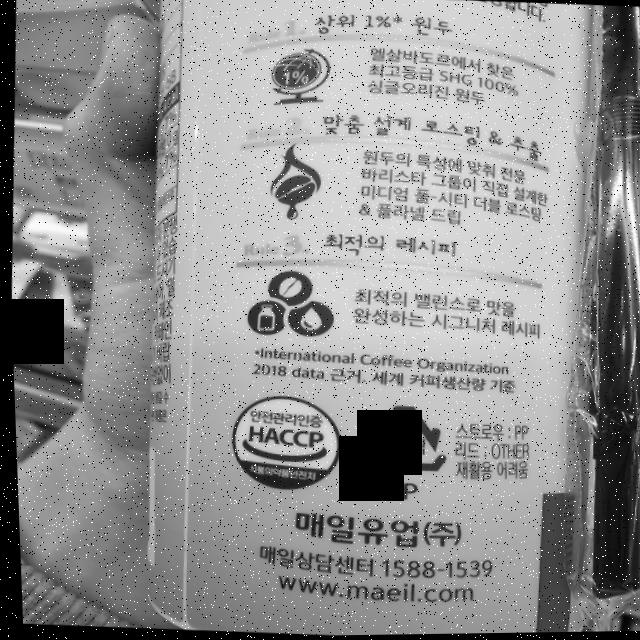 상위 1%* 원두
1%
엘살바도르에서 찾은
최고등급 SHG 100%
싱글오리진 원두
맞춤 설계 로스팅 & 추출
원두의 특성에 맞춰 전용
바리스타 그룹이 직접 설계한
미디엄 풀-시티 더블 로스팅
& 플라넬 드립
3. 최적의 레시피
최적의 밸런스로 맛을
완성하는 시그니처 레시피
*International Coffee Organization
2018 data 근거, 세계 커피생산량 기준
안전관리인증
HACCP
스트로우 : PP
리드 : OTHER
재활용 어려움
P
매일유업(주)
매일상담센터 1588-1539
www.maeil.com